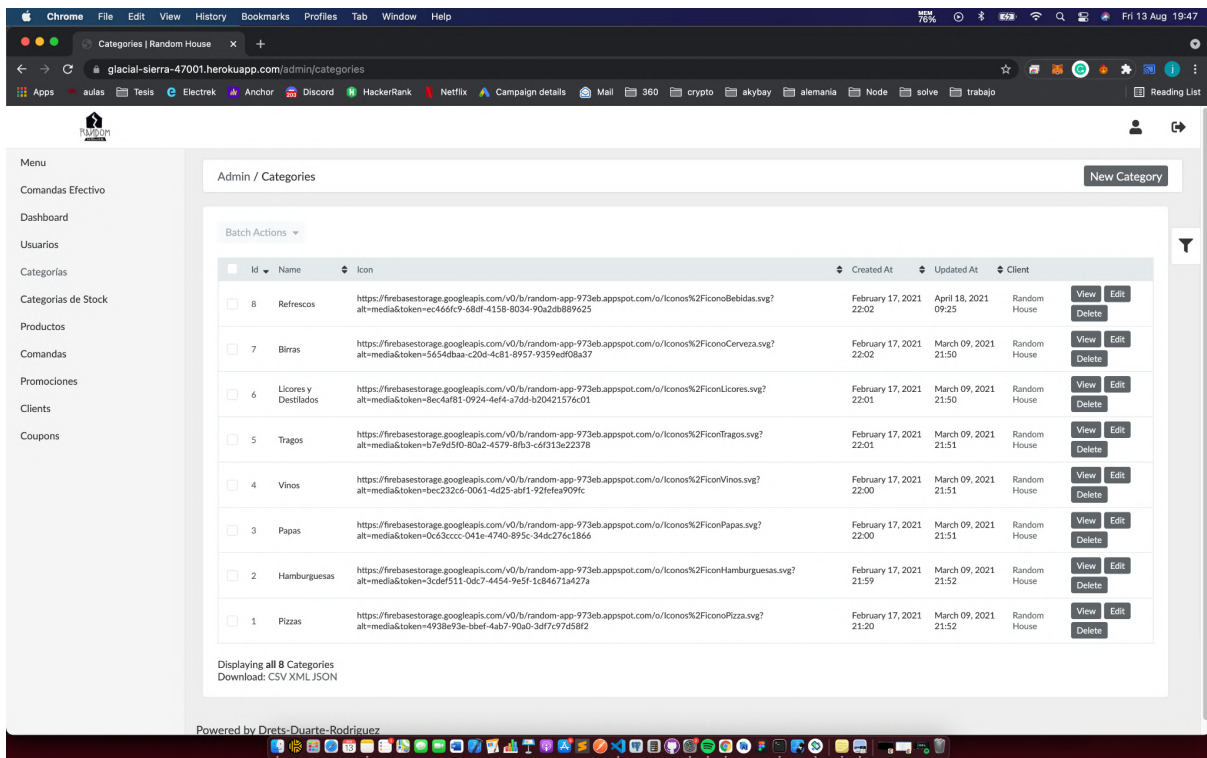 Chrome File Edit View History Bookmarks Profiles Tab Window Help MEM 76% Fri 13 Aug 19:47
Categories | Random House
glacial-sierra-47001.herokuapp.com/admin/categories
Apps aulas Tesis Electrek Anchor Discord HackerRank Netflix Campaign details Mail 360 crypto akybay alemania Node solve trabajo Reading List
RANDOM
Menu
Comandas Efectivo
Dashboard
Usuarios
Categorías
Categorias de Stock
Productos
Comandas
Promociones
Clients
Coupons
Admin / Categories New Category
Batch Actions
Id Name Icon Created At Updated At Client
8 Refrescos https://firebasestorage.googleapis.com/v0/b/random-app-973eb.appspot.com/o/Iconos%2FiconoBebidas.svg? February 17, 2021 April 18, 2021 Random View Edit
alt=media&token=ec466fc9-68df-4158-8034-90a2db889625 22:02 09:25 House Delete
7 Birras https://firebasestorage.googleapis.com/v0/b/random-app-973eb.appspot.com/o/Iconos%2FiconoCerveza.svg? February 17, 2021 March 09, 2021 Random View Edit
alt=media&token=5654dbaa-c20d-4c81-8957-9359edf08a37 22:02 21:50 House Delete
6 Licores y https://firebasestorage.googleapis.com/v0/b/random-app-973eb.appspot.com/o/Iconos%2FiconLicores.svg? February 17, 2021 March 09, 2021 Random View Edit
Destilados alt=media&token=8ec4af81-0924-4ef4-a7dd-b20421576c01 22:01 21:50 House Delete
5 Tragos https://firebasestorage.googleapis.com/v0/b/random-app-973eb.appspot.com/o/Iconos%2FiconTragos.svg? February 17, 2021 March 09, 2021 Random View Edit
alt=media&token=b7e9d5f0-80a2-4579-8fb3-c6f313e22378 22:01 21:51 House Delete
4 Vinos https://firebasestorage.googleapis.com/v0/b/random-app-973eb.appspot.com/o/Iconos%2FiconVinos.svg? February 17, 2021 March 09, 2021 Random View Edit
alt=media&token=bec232c6-0061-4d25-abf1-92fefea909fc 22:00 21:51 House Delete
3 Papas https://firebasestorage.googleapis.com/v0/b/random-app-973eb.appspot.com/o/Iconos%2FiconPapas.svg? February 17, 2021 March 09, 2021 Random View Edit
alt=media&token=0c63cccc-041e-4740-895c-34dc276c1866 22:00 21:51 House Delete
2 Hamburguesas https://firebasestorage.googleapis.com/v0/b/random-app-973eb.appspot.com/o/Iconos%2FiconHamburguesas.svg? February 17, 2021 March 09, 2021 Random View Edit
alt=media&token=3cdef511-0dc7-4454-9e5f-1c84671a427a 21:59 21:52 House Delete
1 Pizzas https://firebasestorage.googleapis.com/v0/b/random-app-973eb.appspot.com/o/Iconos%2FiconoPizza.svg? February 17, 2021 March 09, 2021 Random View Edit
alt=media&token=4938e93e-bbef-4ab7-90a0-3df7c97d58f2 21:20 21:52 House Delete
Displaying all 8 Categories
Download: CSV XML JSON
Powered by Drets-Duarte-Rodriguez